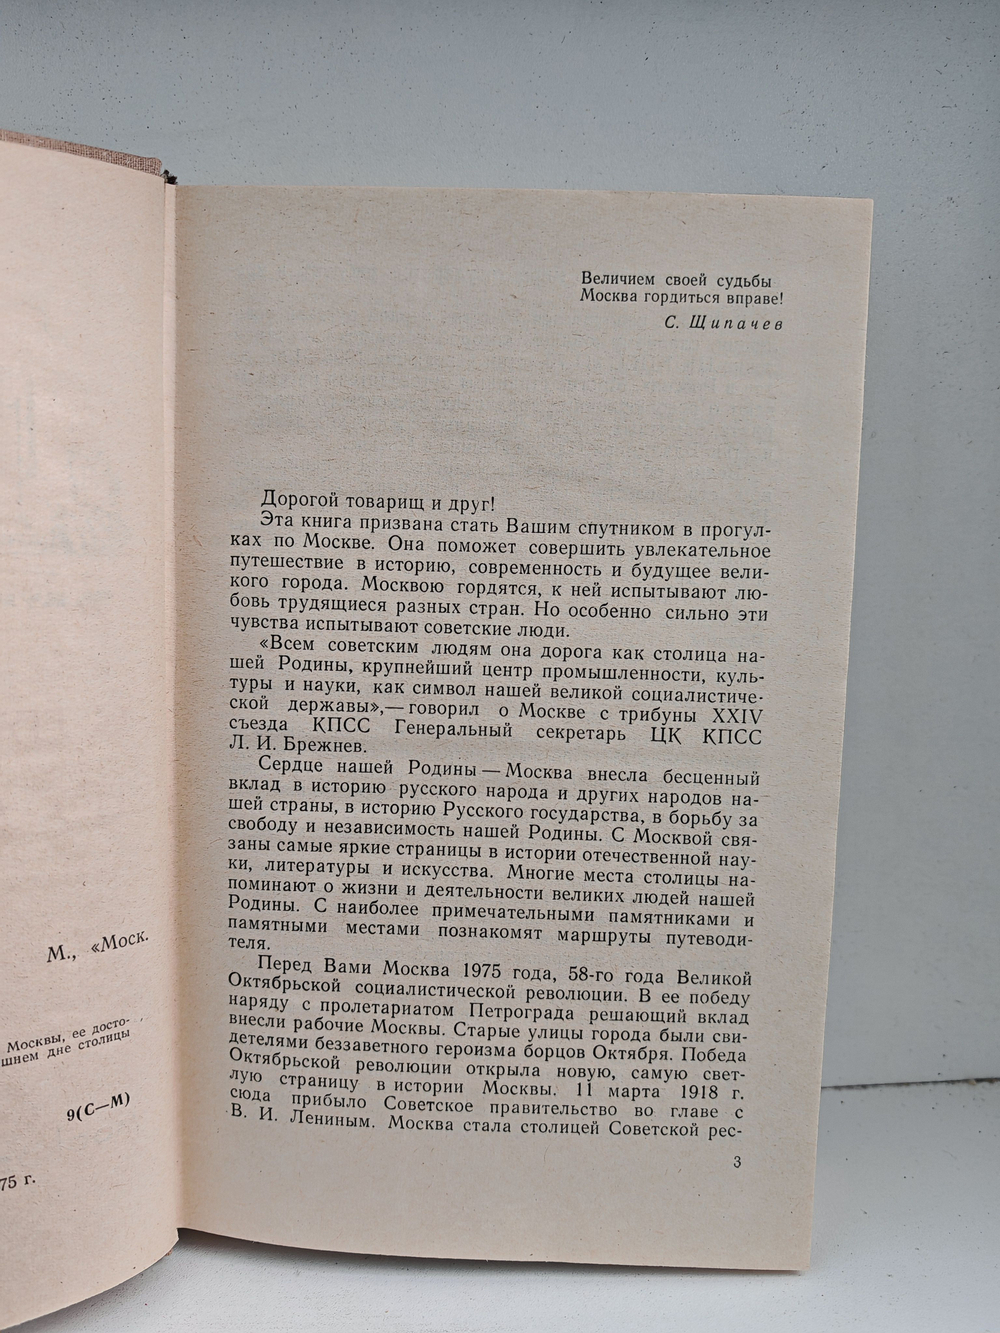 М., «Моск.
Москвы, ее досто-
шнем дне столицы
9(С—М)
75 г.
Величием своей судьбы
Москва гордиться вправе!
С. Щипачев
Дорогой товарищ и друг!
Эта книга призвана стать Вашим спутником в прогул-
ках по Москве. Она поможет совершить увлекательное
путешествие в историю, современность и будущее вели-
кого города. Москвою гордятся, к ней испытывают лю-
бовь трудящиеся разных стран. Но особенно сильно эти
чувства испытывают советские люди.
«Всем советским людям она дорога как столица на-
шей Родины, крупнейший центр промышленности, куль-
туры и науки, как символ нашей великой социалистиче-
ской державы»,— говорил о Москве с трибуны XXIV
съезда КПСС Генеральный секретарь ЦК КПСС
Л. И. Брежнев.
Сердце нашей Родины — Москва внесла бесценный
вклад в историю русского народа и других народов на-
шей страны, в историю Русского государства, в борьбу за
свободу и независимость нашей Родины. С Москвой свя-
заны самые яркие страницы в истории отечественной нау-
ки, литературы и искусства. Многие места столицы на-
поминают о жизни и деятельности великих людей нашей
Родины. С наиболее примечательными памятниками и
памятными местами познакомят маршруты путеводи-
теля.
Перед Вами Москва 1975 года, 58-го года Великой
Октябрьской социалистической революции. В ее победу
наряду с пролетариатом Петрограда решающий вклад
внесли рабочие Москвы. Старые улицы города были сви-
детелями беззаветного героизма борцов Октября. Победа
Октябрьской революции открыла новую, самую свет-
лую страницу в истории Москвы. 11 марта 1918 г.
сюда прибыло Советское правительство во главе с
В. И. Лениным. Москва стала столицей Советской рес-
3